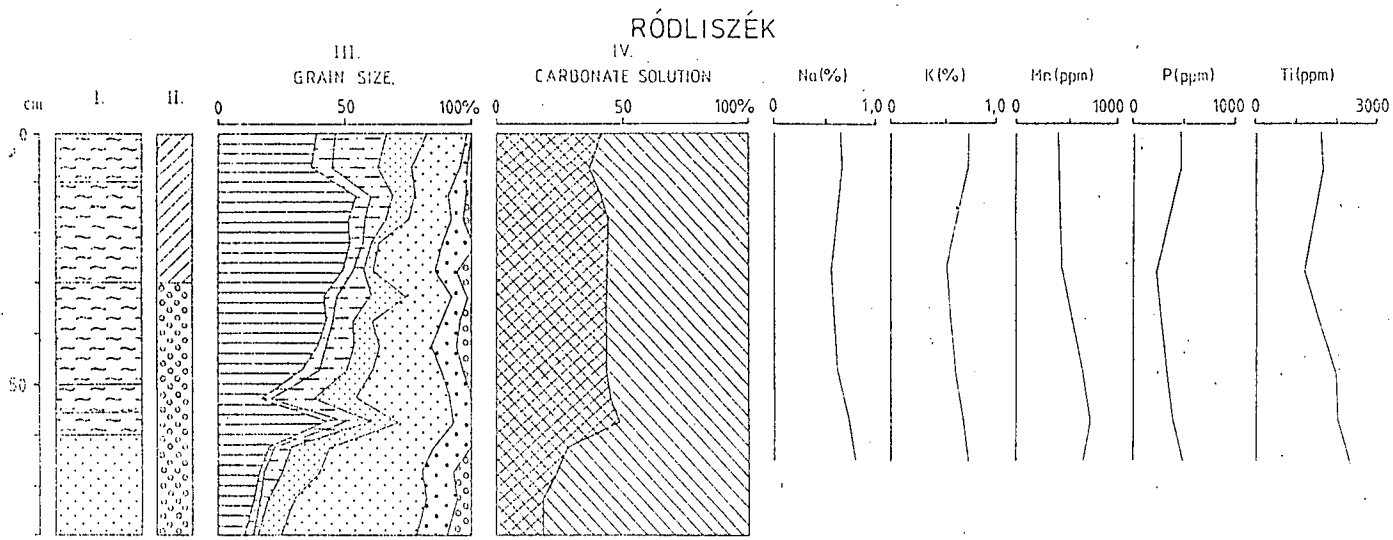 RÓDLISZÉK
III. IV.
GRAIN SIZE. CARBONATE SOLUTION Na(%) K(%) Mn(ppm) P(ppm) Ti(ppm)
cm I. II. 0 50 100% 0 50 100% 0 1,0 0 1,0 0 1000 0 1000 0 3000
0
50